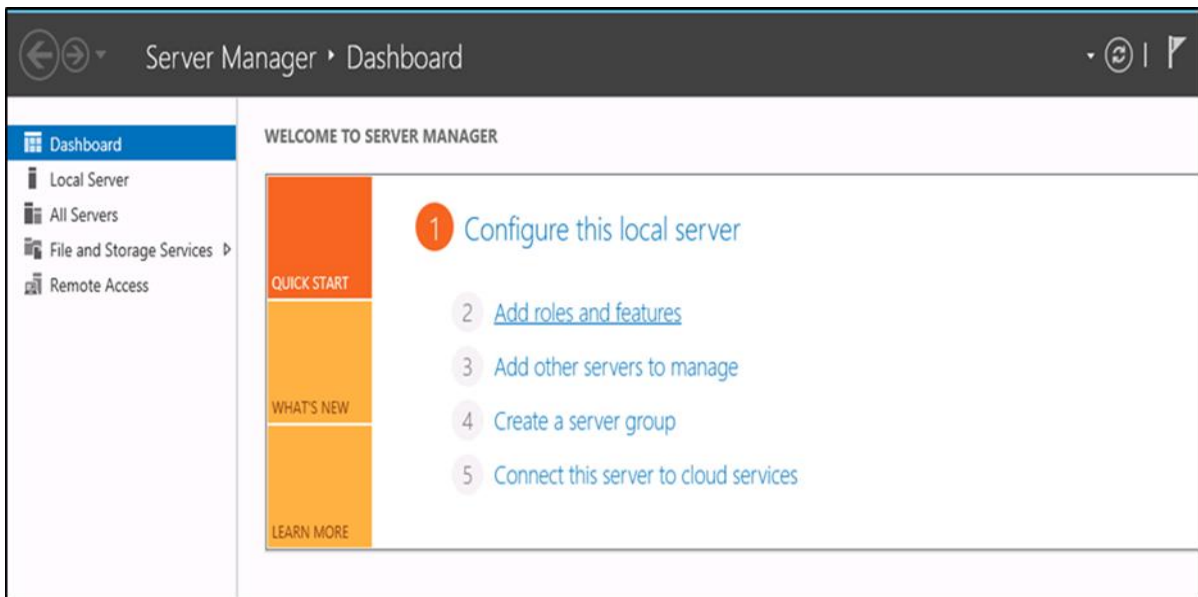 Server Manager ‣ Dashboard
Dashboard
Local Server
All Servers
File and Storage Services
Remote Access
WELCOME TO SERVER MANAGER
QUICK START
WHAT'S NEW
LEARN MORE
1 Configure this local server
2 Add roles and features
3 Add other servers to manage
4 Create a server group
5 Connect this server to cloud services